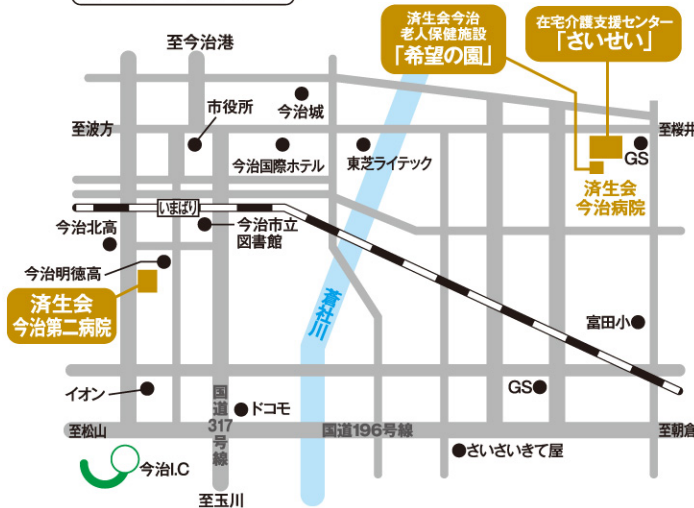 済生会今治
老人保健施設
「希望の園」
在宅介護支援センター
「さいせい」
至今治港
市役所
今治城
至波方
今治国際ホテル
東芝ライテック
至桜井
GS
済生会
今治病院
いまばり
今治北高
今治市立
図書館
今治明徳高
済生会
今治第二病院
蒼社川
富田小
イオン
国道317号線
ドコモ
GS
至松山
国道196号線
至朝倉
さいさいきて屋
今治I.C
至玉川